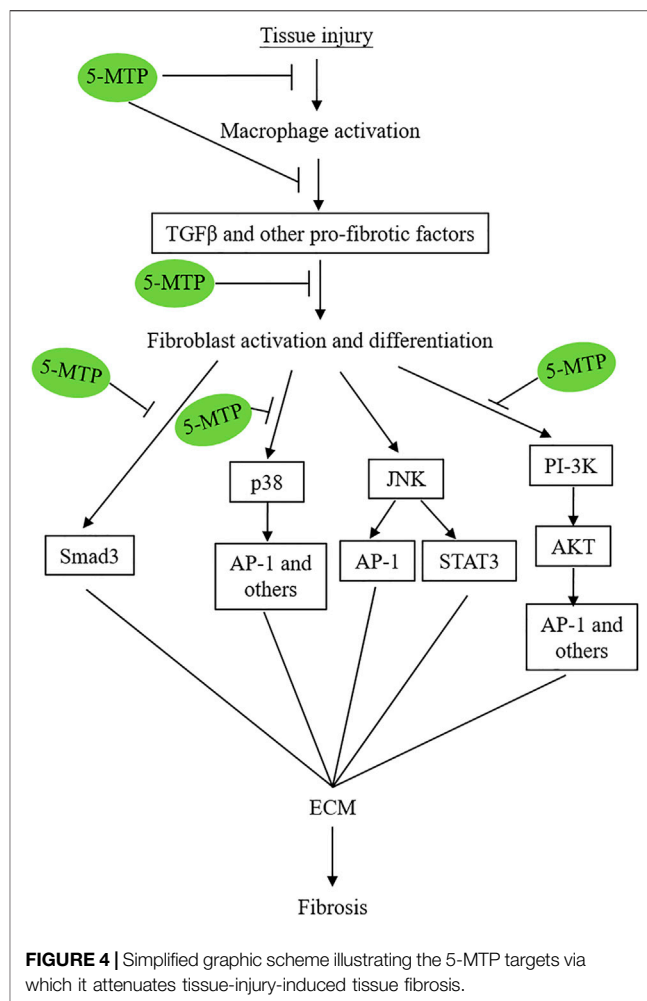 Tissue injury
5-MTP
Macrophage activation
TGFβ and other pro-fibrotic factors
5-MTP
Fibroblast activation and differentiation
5-MTP
5-MTP
5-MTP
p38
JNK
PI-3K
Smad3
AP-1 and
others
AP-1
STAT3
AKT
AP-1 and
others
ECM
Fibrosis
FIGURE 4 | Simplified graphic scheme illustrating the 5-MTP targets via
which it attenuates tissue-injury-induced tissue fibrosis.